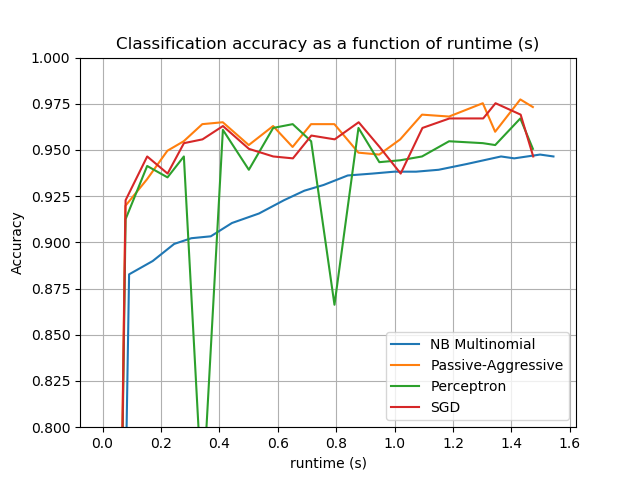 Classification accuracy as a function of runtime (s)
1.000
0.975
0.950
0.925
0.900
0.875
0.850
0.825
0.800
Accuracy
NB Multinomial
Passive-Aggressive
Perceptron
SGD
0.0 0.2 0.4 0.6 0.8 1.0 1.2 1.4 1.6
runtime (s)